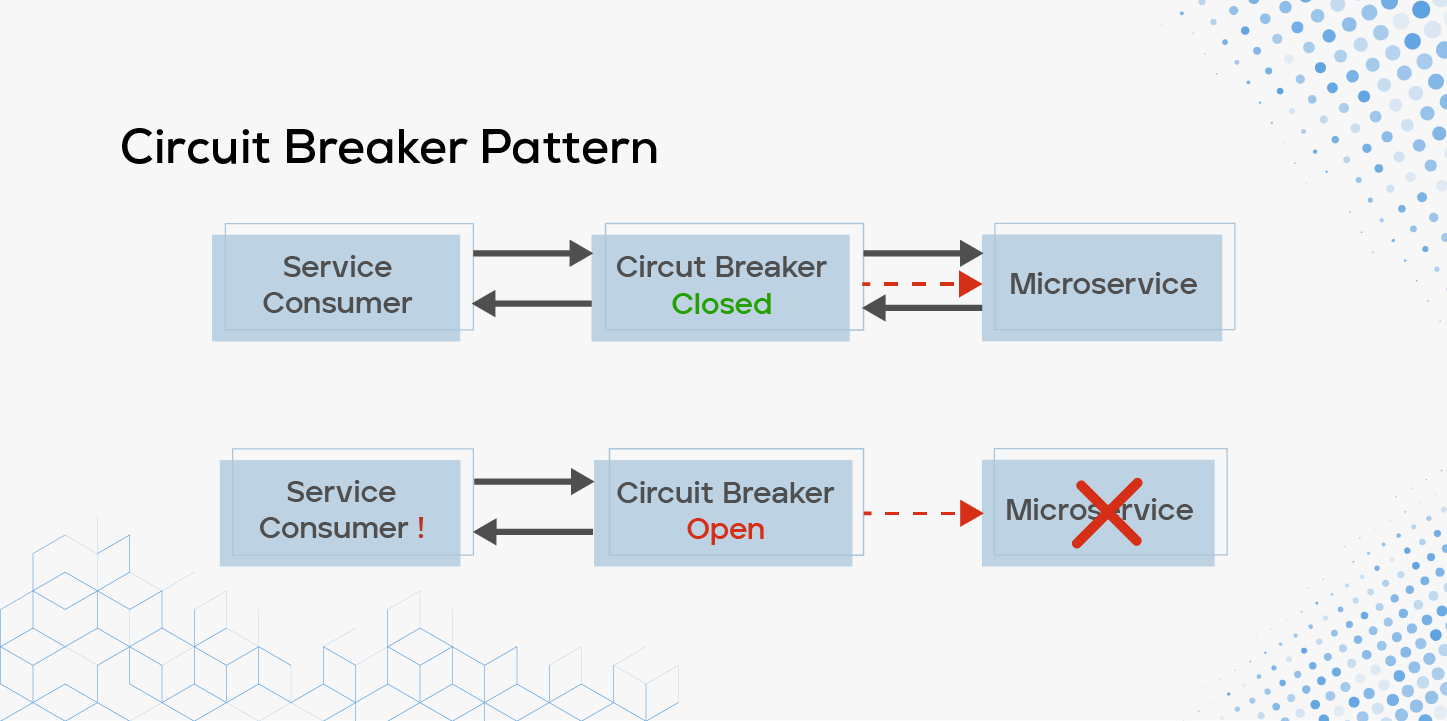 Circuit Breaker Pattern
Service
Consumer
Circut Breaker
Closed
Microservice
Service
Consumer !
Circuit Breaker
Open
Microservice